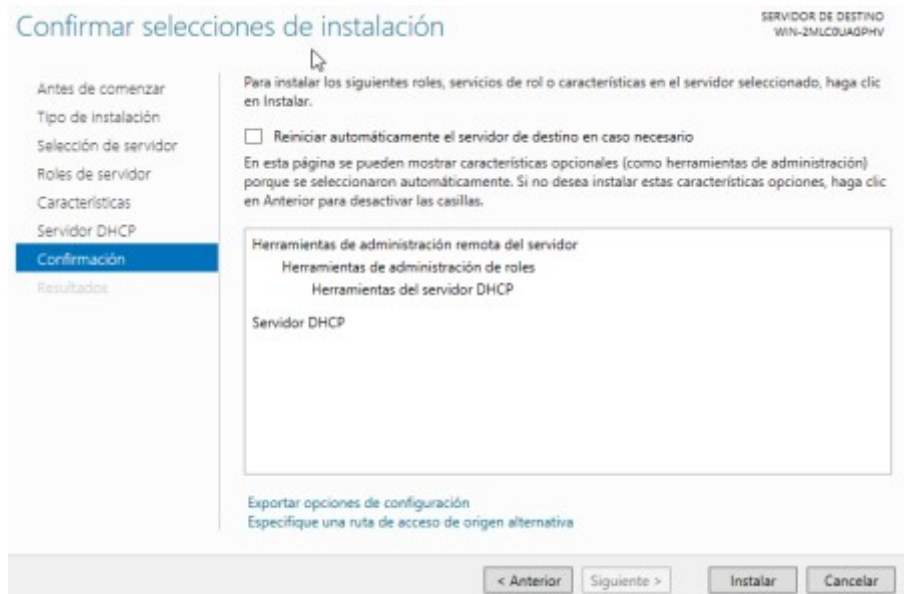 Confirmar selecciones de instalación
SERVIDOR DE DESTINO
WIN-2MLC0UAGPHV
Antes de comenzar
Tipo de instalación
Selección de servidor
Roles de servidor
Características
Servidor DHCP
Confirmación
Resultados
Para instalar los siguientes roles, servicios de rol o características en el servidor seleccionado, haga clic
en Instalar.
Reiniciar automáticamente el servidor de destino en caso necesario
En esta página se pueden mostrar características opcionales (como herramientas de administración)
porque se seleccionaron automáticamente. Si no desea instalar estas características opciones, haga clic
en Anterior para desactivar las casillas.
Herramientas de administración remota del servidor
Herramientas de administración de roles
Herramientas del servidor DHCP
Servidor DHCP
Exportar opciones de configuración
Especifique una ruta de acceso de origen alternativa
< Anterior
Siguiente >
Instalar
Cancelar